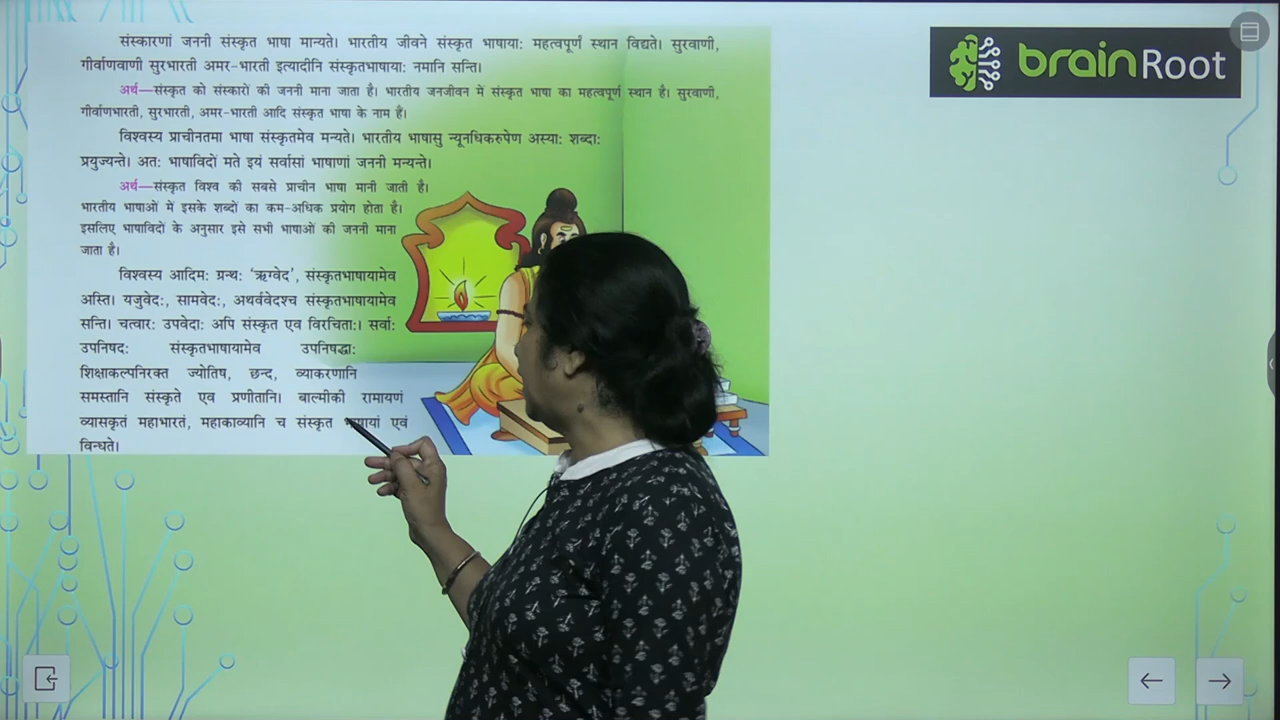 संस्कारणां जननी संस्कृत भाषा मान्यते। भारतीय जीवने संस्कृत भाषाया: महत्वपूर्णं स्थान विद्यते। सुरवाणी,
गीर्वाणवाणी सुरभारती अमर-भारती इत्यादीनि संस्कृतभाषाया: नमानि सन्ति।
अर्थ—संस्कृत को संस्कारों की जननी माना जाता है। भारतीय जनजीवन में संस्कृत भाषा का महत्वपूर्ण स्थान है। सुरवाणी,
गीर्वाणभारती, सुरभारती, अमर-भारती आदि संस्कृत भाषा के नाम हैं।
विश्वस्य प्राचीनतमा भाषा संस्कृतमेव मन्यते। भारतीय भाषासु न्यूनधिकरुपेण अस्या: शब्दा:
प्रयुज्यन्ते। अत: भाषाविदों मते इयं सर्वासां भाषाणां जननी मन्यन्ते।
अर्थ—संस्कृत विश्व की सबसे प्राचीन भाषा मानी जाती है।
भारतीय भाषाओं में इसके शब्दों का कम-अधिक प्रयोग होता है।
इसलिए भाषाविदों के अनुसार इसे सभी भाषाओं की जननी माना
जाता है।
विश्वस्य आदिम: ग्रन्थ: ‘ऋग्वेद’, संस्कृतभाषायामेव
अस्ति। यजुवेद:, सामवेद:, अथर्ववेदश्च संस्कृतभाषायामेव
सन्ति। चत्वार: उपवेदा: अपि संस्कृत एव विरचिता:। सर्वा:
उपनिषद: संस्कृतभाषायामेव उपनिषद्धा:
शिक्षाकल्पनिरक्त ज्योतिष, छन्द, व्याकरणानि
समस्तानि संस्कृते एव प्रणीतानि। बाल्मीकी रामायणं
व्यासकृतं महाभारतं, महाकाव्यानि च संस्कृत एवं
विन्धते।
brainRoot